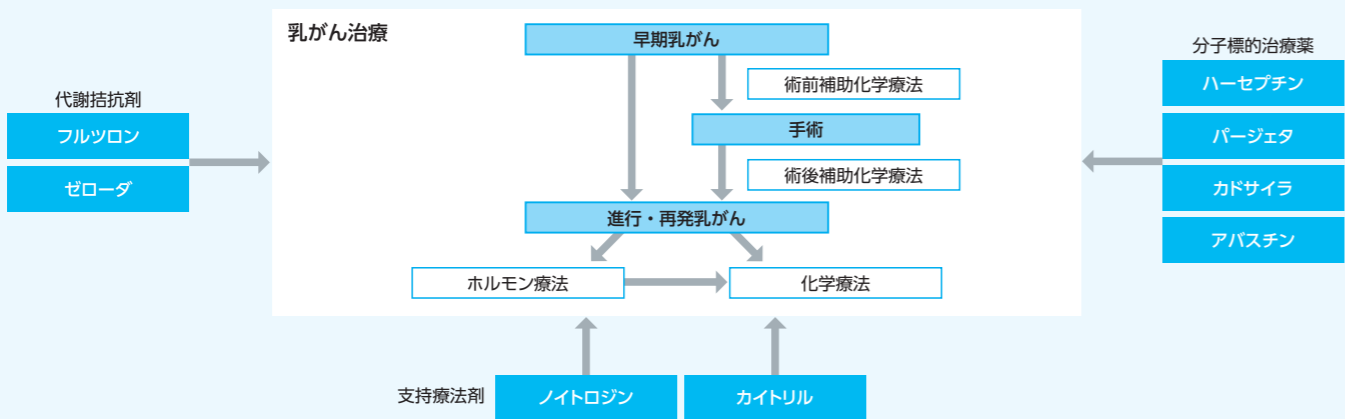 乳がん治療
早期乳がん
術前補助化学療法
手術
術後補助化学療法
進行・再発乳がん
ホルモン療法
化学療法
代謝拮抗剤
フルツロン
ゼローダ
分子標的治療薬
ハーセプチン
パージェタ
カドサイラ
アバスチン
支持療法剤
ノイトロジン
カイトリル